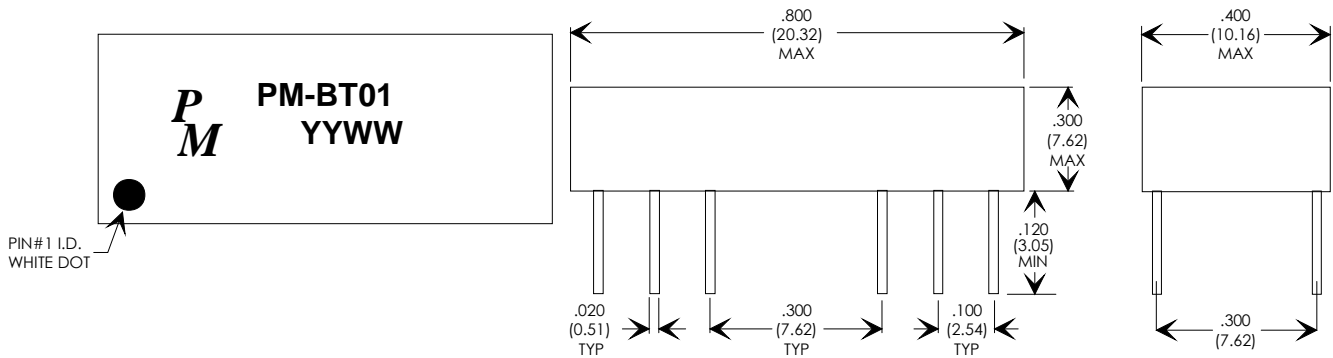 P
M
PM-BT01
YYWW
PIN#1 I.D.
WHITE DOT
.800
(20.32)
MAX
.300
(7.62)
MAX
.120
(3.05)
MIN
.020
(0.51)
TYP
.300
(7.62)
TYP
.100
(2.54)
TYP
.400
(10.16)
MAX
.300
(7.62)